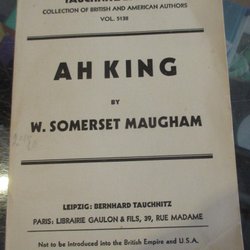 COLLECTION OF BRITISH AND AMERICAN AUTHORS
VOL. 5138
AH KING
BY
W. SOMERSET MAUGHAM
LEIPZIG: BERNHARD TAUCHNITZ
PARIS: LIBRAIRIE GAULON & FILS, 39, RUE MADAME
Not to be introduced into the British Empire and U.S.A.